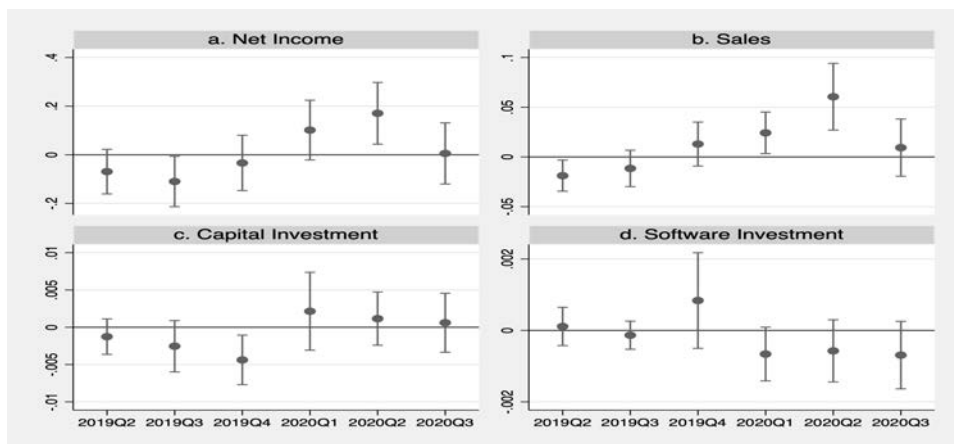 a. Net Income
.4
.2
0
-.2
b. Sales
.1
.05
0
-.05
c. Capital Investment
.01
.005
0
-.005
-.01
2019Q2 2019Q3 2019Q4 2020Q1 2020Q2 2020Q3
d. Software Investment
.002
0
-.002
2019Q2 2019Q3 2019Q4 2020Q1 2020Q2 2020Q3